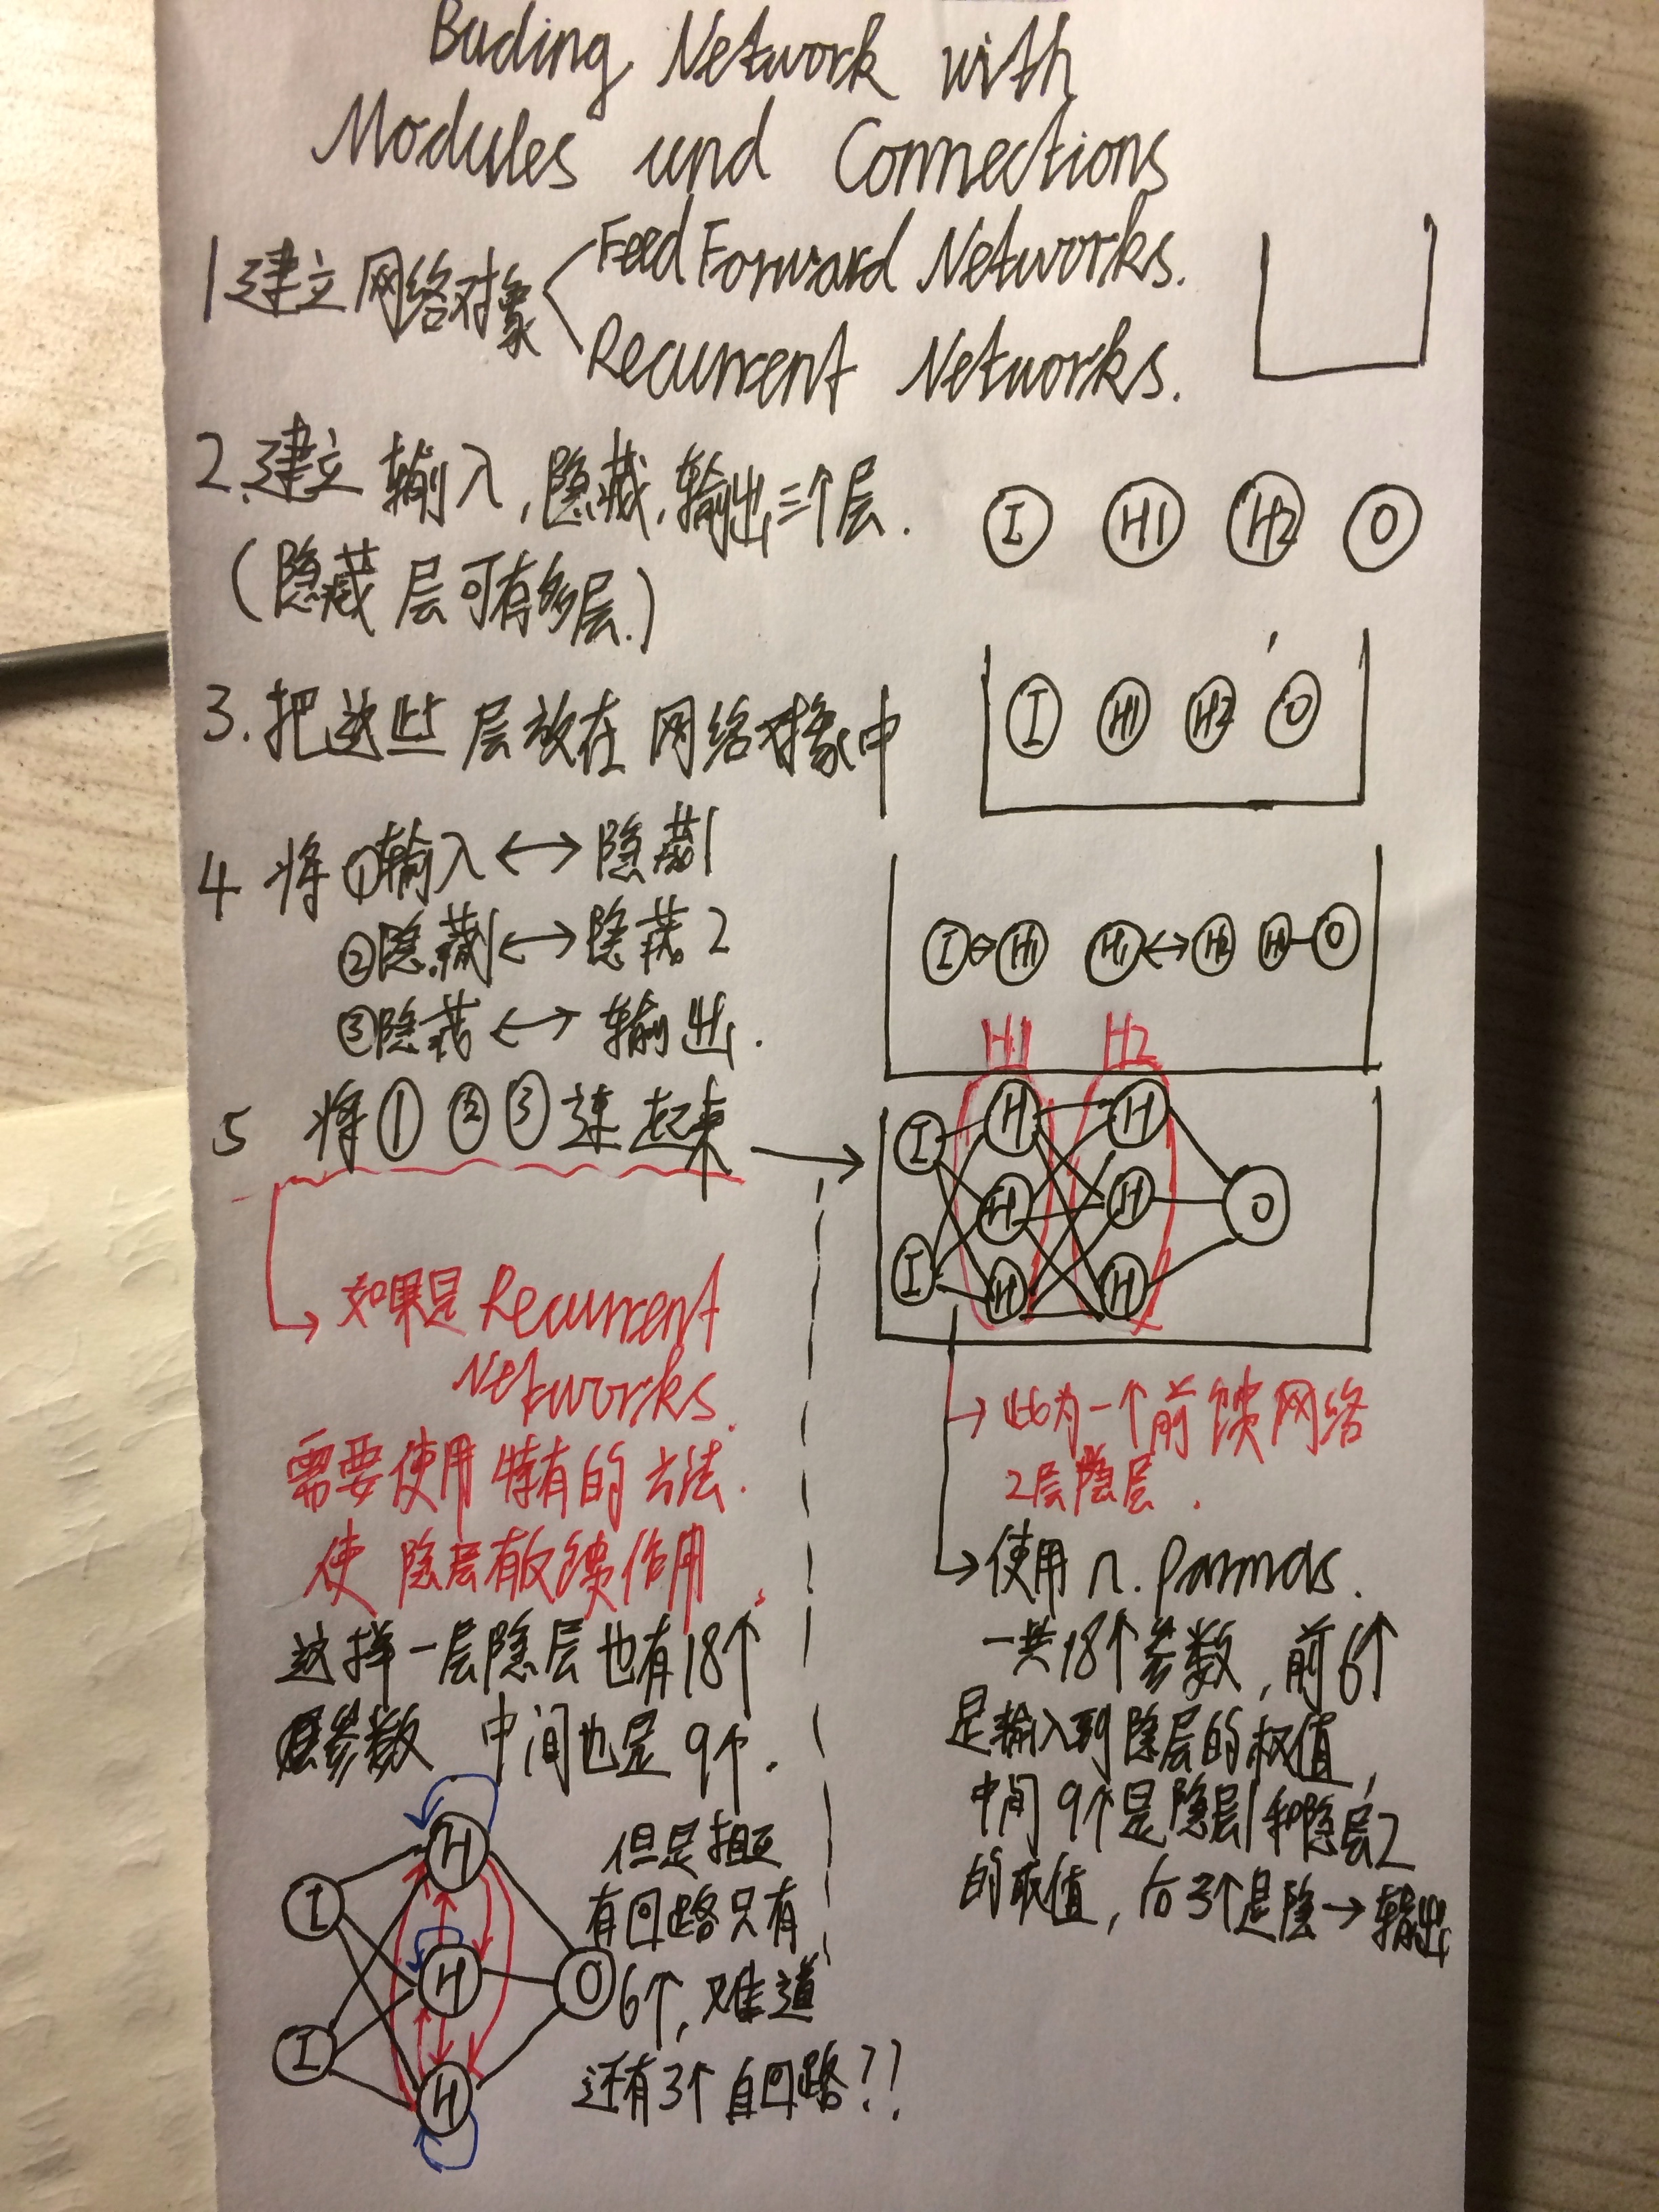 Buding Network with
Modules und Connections
1 建立网络对象
Feed Forward Networks.
Recurrent Networks.
2. 建立 输入, 隐藏, 输出三个层.
(隐藏 层可有多层.)
I H1 H2 O
3. 把这些 层放在 网络对象中
I H1 H2 O
4 将 ①输入 ↔ 隐藏1
②隐藏1 ↔ 隐藏2
③隐藏 ↔ 输出.
I H1 H1 ↔ H2 H2 O
5 将 ① ② ③ 连起来 →
H1 H2
I H H
H H O
I H H
→ 如果是 Recurrent
Networks.
需要使用 特有的 方法.
使 隐层有反馈作用.
这样一层隐层也有18个
参数 中间也是 9个.
但是
有回路只有
6个, 难道
还有3个 自回路??
I H
H O
I H
→ 此为一个前馈网络
2层隐层.
→ 使用 n. Parmas.
一共18个参数, 前6个
是输入到隐层的权值,
中间 9个是隐层1和隐层2
的权值, 后3个是隐→输出